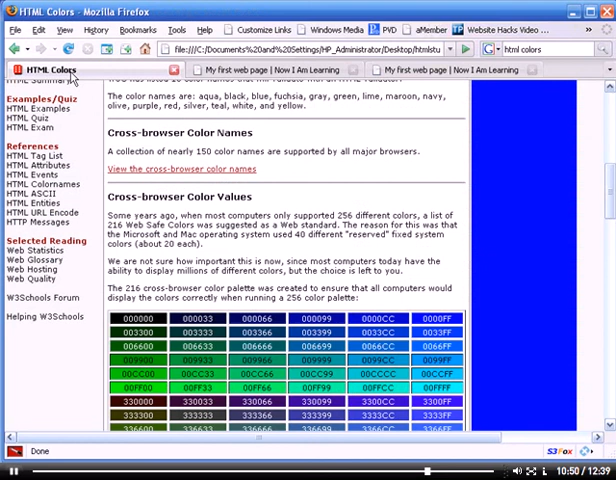 HTML Colors - Mozilla Firefox
File Edit View History Bookmarks Tools Help Customize Links Windows Media PVD aMember Website Heavy Use
file:///C:/Documents%20and%20Settings/HP_Administrator/Desktop/htmlstu html colors
HTML Colors My first web page | Now I Am Learning My first web page | Now I Am Learning
HTML Summary
Examples/Quiz
HTML Examples
HTML Quiz
HTML Exam
References
HTML Tag List
HTML Attributes
HTML Events
HTML Colornames
HTML ASCII
HTML Entities
HTML URL Encode
HTTP Messages
Selected Reading
Web Statistics
Web Glossary
Web Hosting
Web Quality
W3Schools Forum
Helping W3Schools
The color names are: aqua, black, blue, fuchsia, gray, green, lime, maroon, navy,
olive, purple, red, silver, teal, white, and yellow.
Cross-browser Color Names
A collection of nearly 150 color names are supported by all major browsers.
View the cross-browser color names
Cross-browser Color Values
Some years ago, when most computers only supported 256 different colors, a list of
216 Web Safe Colors was suggested as a Web standard. The reason for this was that
the Microsoft and Mac operating system used 40 different "reserved" fixed system
colors (about 20 each).
We are not sure how important this is now, since most computers today have the
ability to display millions of different colors, but the choice is left to you.
The 216 cross-browser color palette was created to ensure that all computers would
display the colors correctly when running a 256 color palette:
000000 000033 000066 000099 0000CC 0000FF
003300 003333 003366 003399 0033CC 0033FF
006600 006633 006666 006699 0066CC 0066FF
009900 009933 009966 009999 0099CC 0099FF
00CC00 00CC33 00CC66 00CC99 00CCCC 00CCFF
00FF00 00FF33 00FF66 00FF99 00FFCC 00FFFF
330000 330033 330066 330099 3300CC 3300FF
333300 333333 333366 333399 3333CC 3333FF
336600 336633 336666 336699 3366CC 3366FF
Done S3Fox
10:50 / 12:39